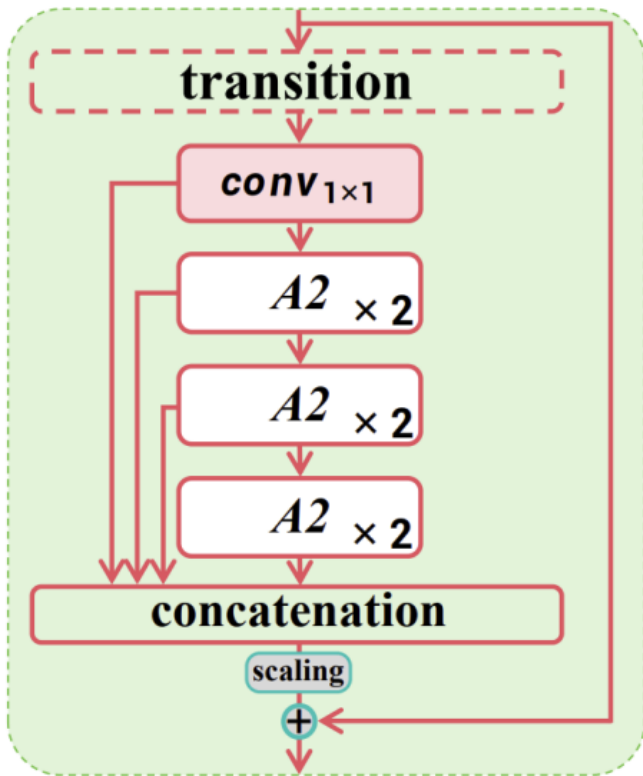 transition
conv1×1
A2 × 2
A2 × 2
A2 × 2
concatenation
scaling
+